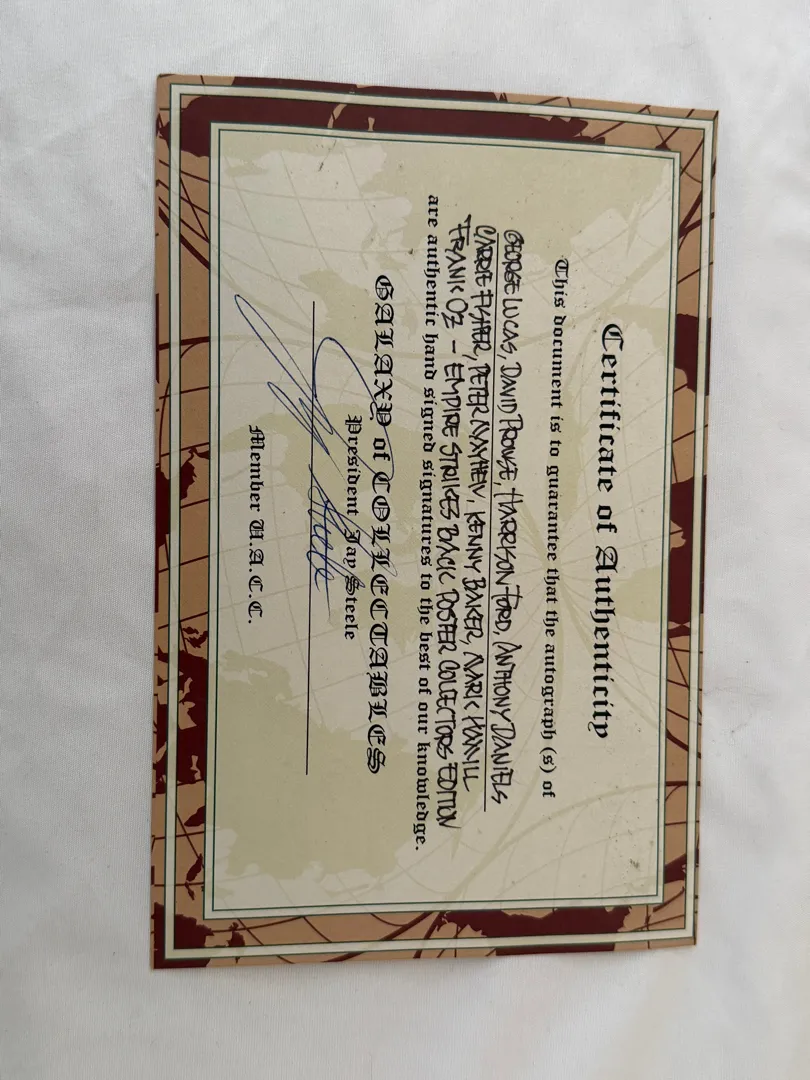 Certificate of Authenticity
This document is to guarantee that the autograph (s) of
GEORGE LUCAS, DAVID PROWSE, HARRISON FORD, ANTHONY DANIELS
CARRIE FISHER, PETER MAYHEW, KENNY BAKER, MARK HAMILL
FRANK OZ - EMPIRE STRIKES BACK POSTER COLLECTORS EDITION
are authentic hand signed signatures to the best of our knowledge.
GALAXY of COLLECTABLES
President Jay Steele
Jay Steele
Member U.A.C.C.